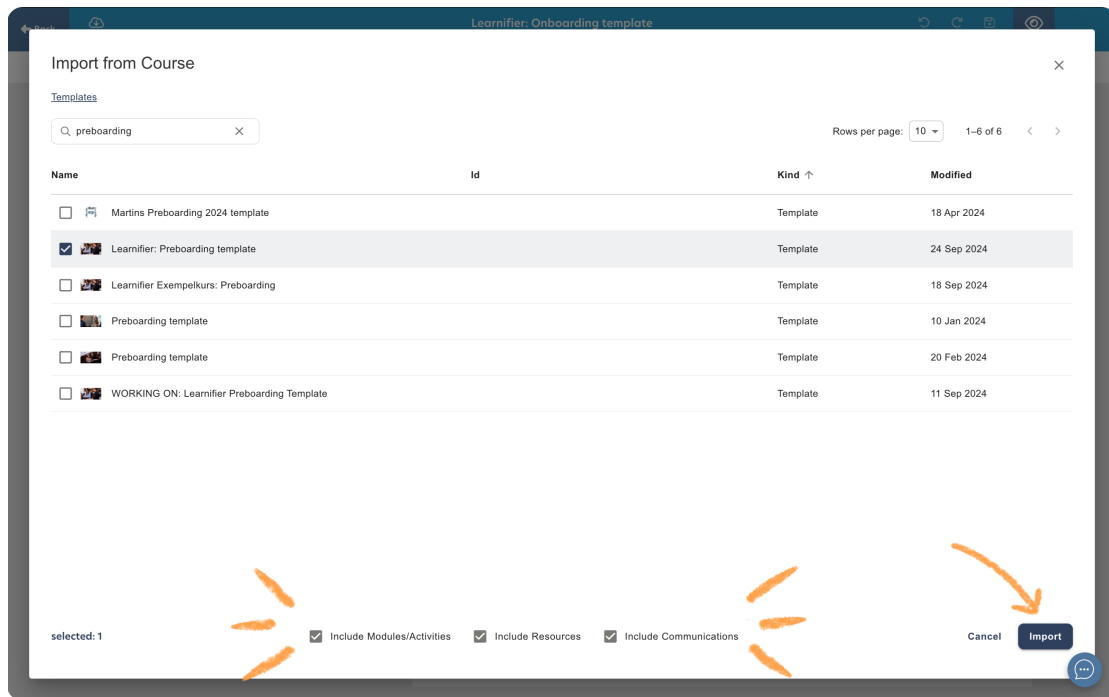 Back
Learnifier: Onboarding template
Import from Course
Templates
preboarding
Rows per page: 10 1–6 of 6
Name Id Kind Modified
Martins Preboarding 2024 template Template 18 Apr 2024
Learnifier: Preboarding template Template 24 Sep 2024
Learnifier Exempelkurs: Preboarding Template 18 Sep 2024
Preboarding template Template 10 Jan 2024
Preboarding template Template 20 Feb 2024
WORKING ON: Learnifier Preboarding Template Template 11 Sep 2024
selected: 1 Include Modules/Activities Include Resources Include Communications Cancel Import